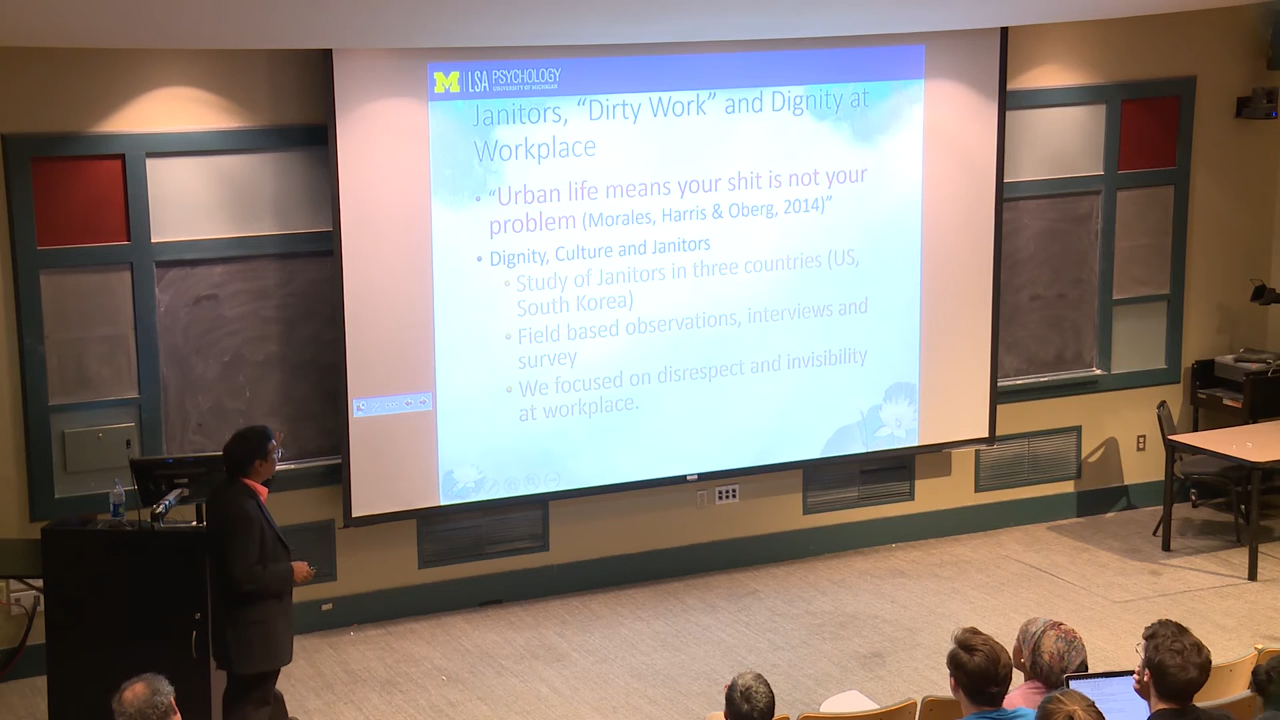 M LSA PSYCHOLOGY
UNIVERSITY OF MICHIGAN
Janitors, “Dirty Work” and Dignity at
Workplace
• “Urban life means your shit is not your
problem (Morales, Harris & Oberg, 2014)”
• Dignity, Culture and Janitors
Study of Janitors in three countries (US,
South Korea)
Field based observations, interviews and
survey
We focused on disrespect and invisibility
at workplace.